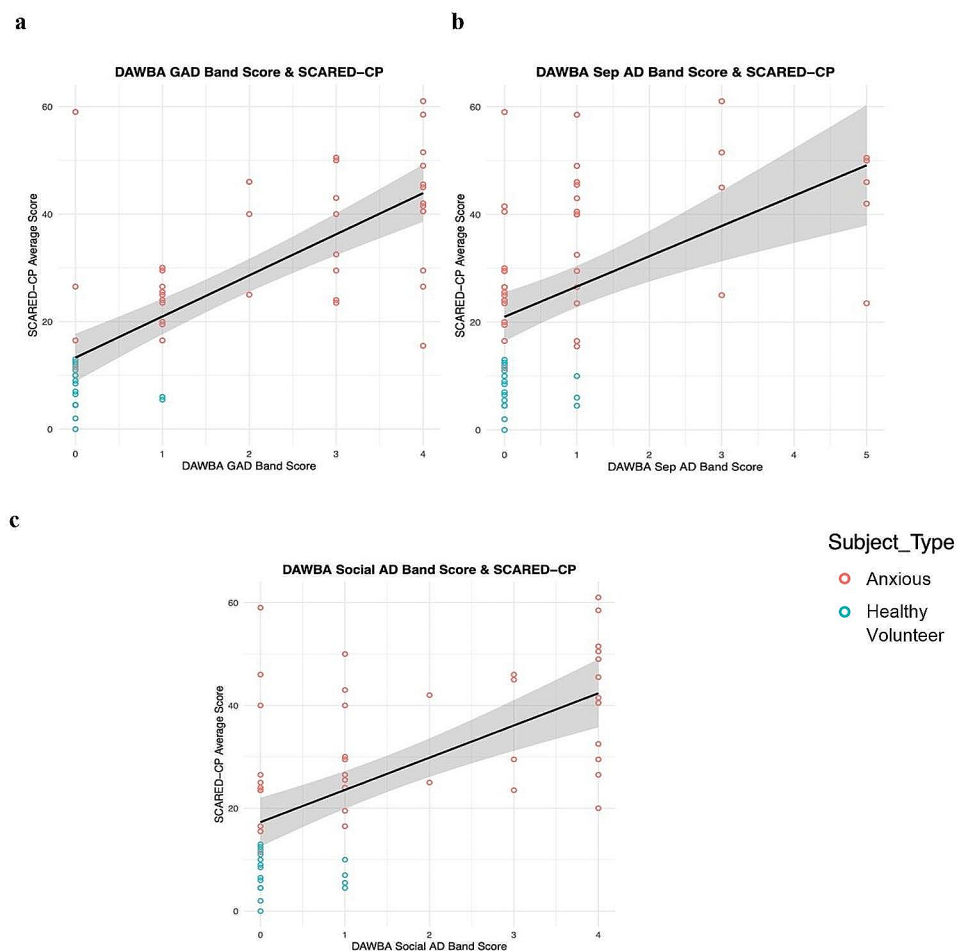 a
b
DAWBA GAD Band Score & SCARED-CP
DAWBA Sep AD Band Score & SCARED-CP
SCARED-CP Average Score
60
40
20
0
0 1 2 3 4
DAWBA GAD Band Score
SCARED-CP Average Score
60
40
20
0
0 1 2 3 4 5
DAWBA Sep AD Band Score
c
DAWBA Social AD Band Score & SCARED-CP
SCARED-CP Average Score
60
40
20
0
0 1 2 3 4
DAWBA Social AD Band Score
Subject_Type
Anxious
Healthy
Volunteer